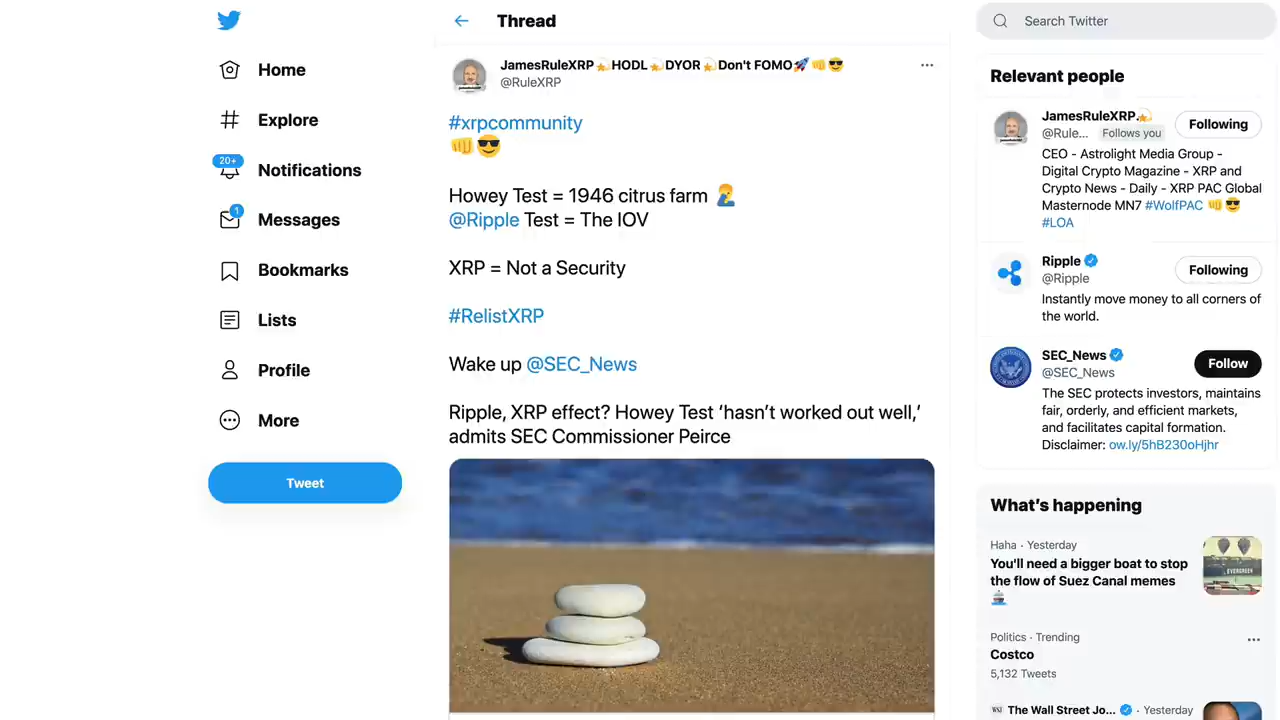 Home
Explore
20+
Notifications
1
Messages
Bookmarks
Lists
Profile
More
Tweet
Thread
JamesRuleXRP💫HODL💫DYOR💫Don't FOMO🚀👊😎
@RuleXRP
#xrpcommunity
👊😎
Howey Test = 1946 citrus farm 🤦‍♂️
@Ripple Test = The IOV
XRP = Not a Security
#RelistXRP
Wake up @SEC_News
Ripple, XRP effect? Howey Test ‘hasn’t worked out well,’
admits SEC Commissioner Peirce
Search Twitter
Relevant people
JamesRuleXRP💫
@Rule... Follows you
Following
CEO - Astrolight Media Group -
Digital Crypto Magazine - XRP and
Crypto News - Daily - XRP PAC Global
Masternode MN7 #WolfPAC 👊😎
#LOA
Ripple
@Ripple
Following
Instantly move money to all corners of
the world.
SEC_News
@SEC_News
Follow
The SEC protects investors, maintains
fair, orderly, and efficient markets,
and facilitates capital formation.
Disclaimer: ow.ly/5hB230oHjhr
What’s happening
Haha · Yesterday
You'll need a bigger boat to stop
the flow of Suez Canal memes
🚢
EVERGREEN
Politics · Trending
Costco
5,132 Tweets
WSJ The Wall Street Jo... · Yesterday